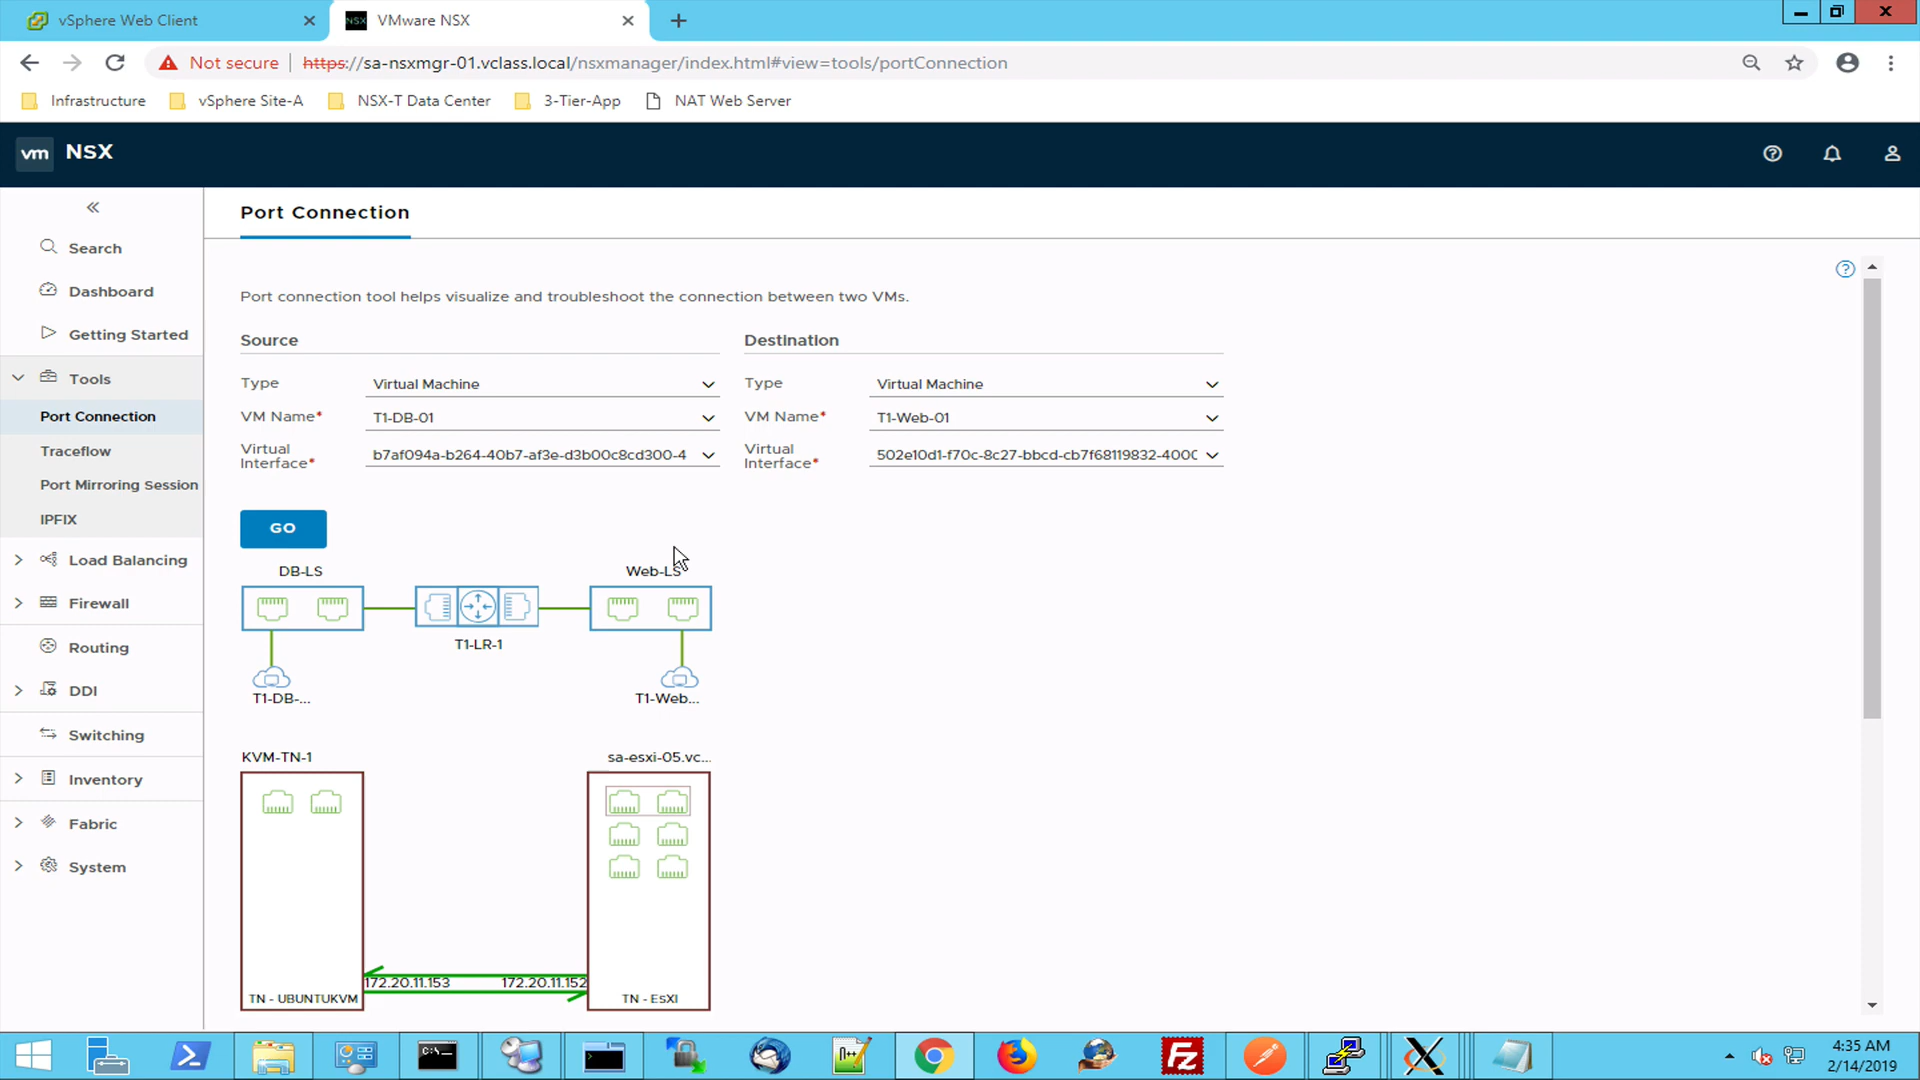 vSphere Web Client
NSX VMware NSX
Not secure https://sa-nsxmgr-01.vclass.local/nsxmanager/index.html#view=tools/portConnection
Infrastructure vSphere Site-A NSX-T Data Center 3-Tier-App NAT Web Server
vm NSX
Port Connection
Search
Dashboard
Getting Started
Tools
Port Connection
Traceflow
Port Mirroring Session
IPFIX
Load Balancing
Firewall
Routing
DDI
Switching
Inventory
Fabric
System
Port connection tool helps visualize and troubleshoot the connection between two VMs.
Source Destination
Type Virtual Machine Type Virtual Machine
VM Name* T1-DB-01 VM Name* T1-Web-01
Virtual Interface* b7af094a-b264-40b7-af3e-d3b00c8cd300-4 Virtual Interface* 502e10d1-f70c-8c27-bbcd-cb7f68119832-400C
GO
DB-LS Web-LS
T1-LR-1
T1-DB-... T1-Web...
KVM-TN-1 sa-esxi-05.vc...
172.20.11.153 172.20.11.152
TN - UBUNTUKVM TN - EsXI
4:35 AM
2/14/2019